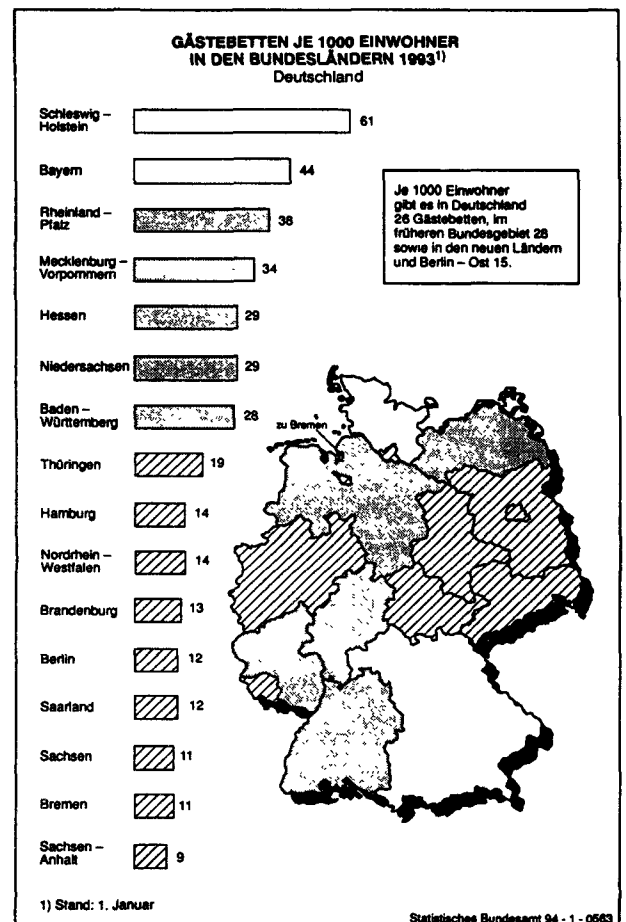 GÄSTEBETTEN JE 1000 EINWOHNER
IN DEN BUNDESLÄNDERN 1993¹⁾
Deutschland
Schleswig –
Holstein
61
Bayern
44
Rheinland –
Pfalz
38
Mecklenburg –
Vorpommern
34
Hessen
29
Niedersachsen
29
Baden –
Württemberg
28
Thüringen
19
Hamburg
14
Nordrhein –
Westfalen
14
Brandenburg
13
Berlin
12
Saarland
12
Sachsen
11
Bremen
11
Sachsen –
Anhalt
9
Je 1000 Einwohner
gibt es in Deutschland
26 Gästebetten, im
früheren Bundesgebiet 28
sowie in den neuen Ländern
und Berlin – Ost 15.
zu Bremen
1) Stand: 1. Januar
Statistisches Bundesamt 94 - 1 - 0563